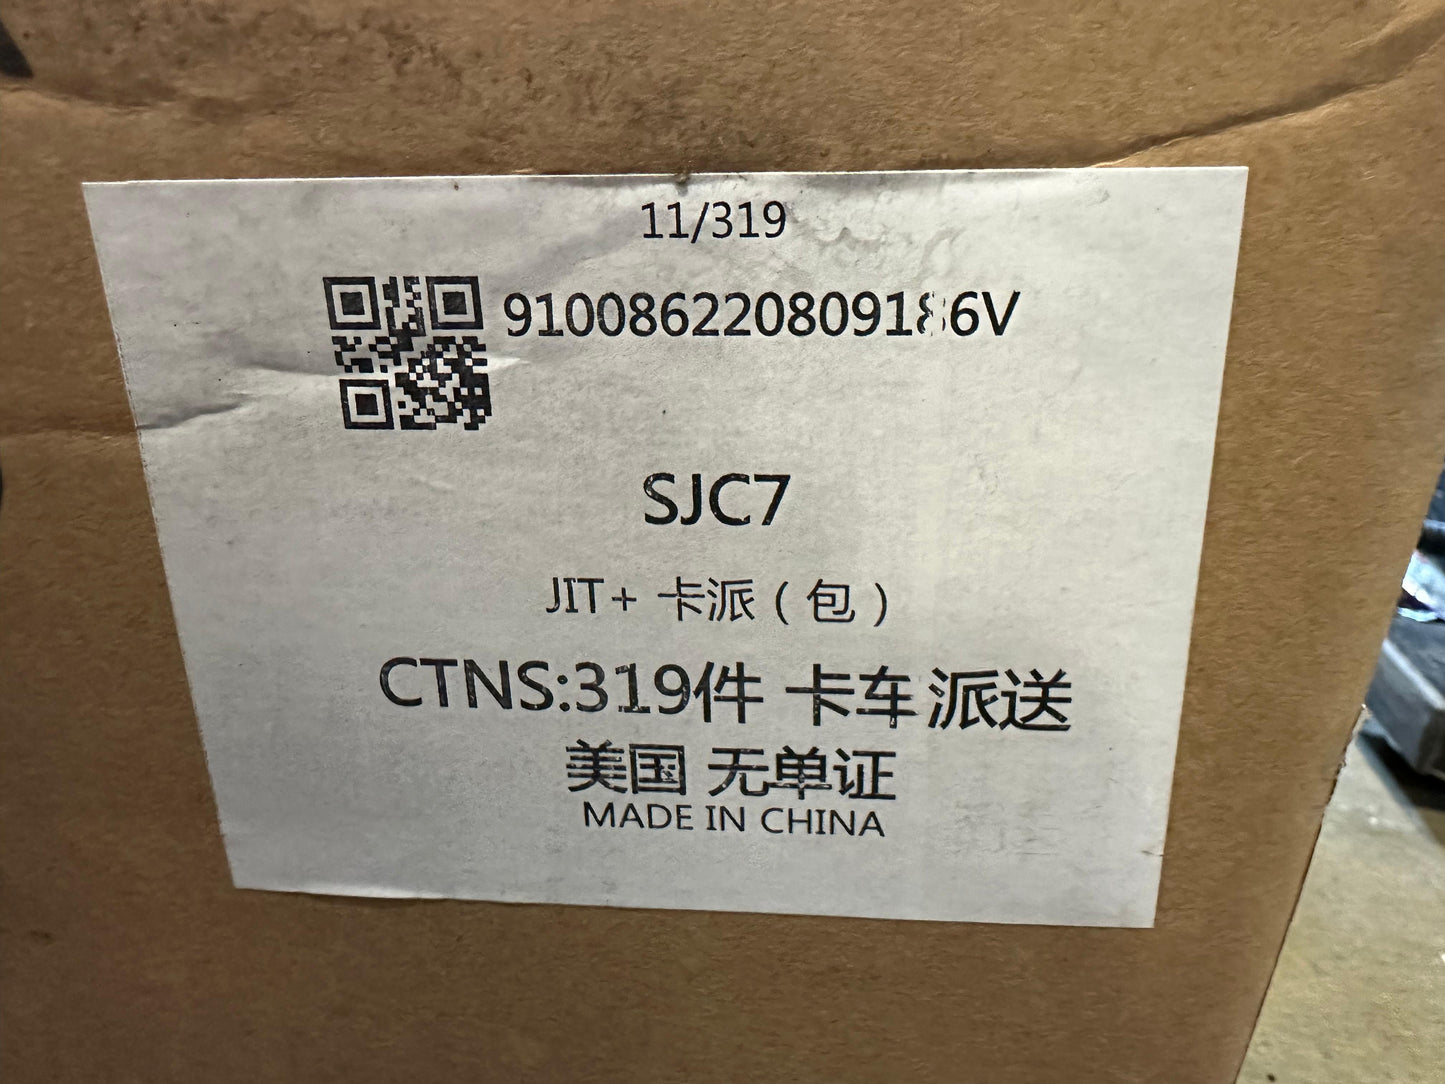 11/319
910086220809186V
SJC7
JIT+ 卡派（包）
CTNS:319件 卡车派送
美国 无单证
MADE IN CHINA